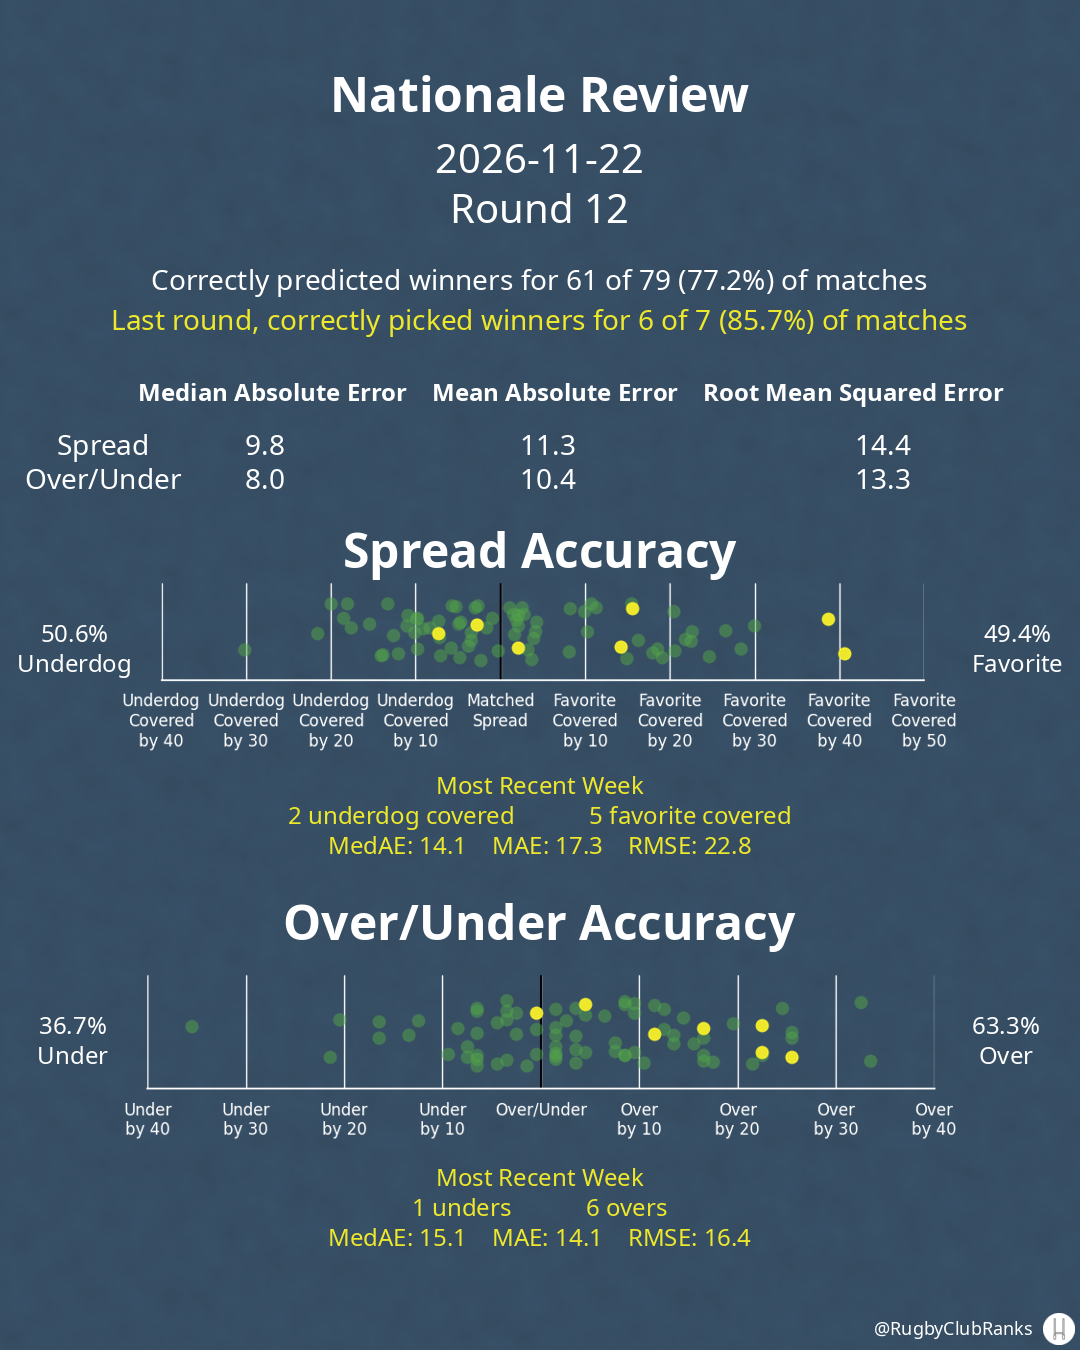 Nationale Review
2026-11-22
Round 12
Correctly predicted winners for 61 of 79 (77.2%) of matches
Last round, correctly picked winners for 6 of 7 (85.7%) of matches
Median Absolute Error Mean Absolute Error Root Mean Squared Error
Spread 9.8 11.3 14.4
Over/Under 8.0 10.4 13.3
Spread Accuracy
50.6%
Underdog
49.4%
Favorite
Underdog Covered by 40
Underdog Covered by 30
Underdog Covered by 20
Underdog Covered by 10
Matched Spread
Favorite Covered by 10
Favorite Covered by 20
Favorite Covered by 30
Favorite Covered by 40
Favorite Covered by 50
Most Recent Week
2 underdog covered 5 favorite covered
MedAE: 14.1 MAE: 17.3 RMSE: 22.8
Over/Under Accuracy
36.7%
Under
63.3%
Over
Under by 40
Under by 30
Under by 20
Under by 10
Over/Under
Over by 10
Over by 20
Over by 30
Over by 40
Most Recent Week
1 unders 6 overs
MedAE: 15.1 MAE: 14.1 RMSE: 16.4
@RugbyClubRanks